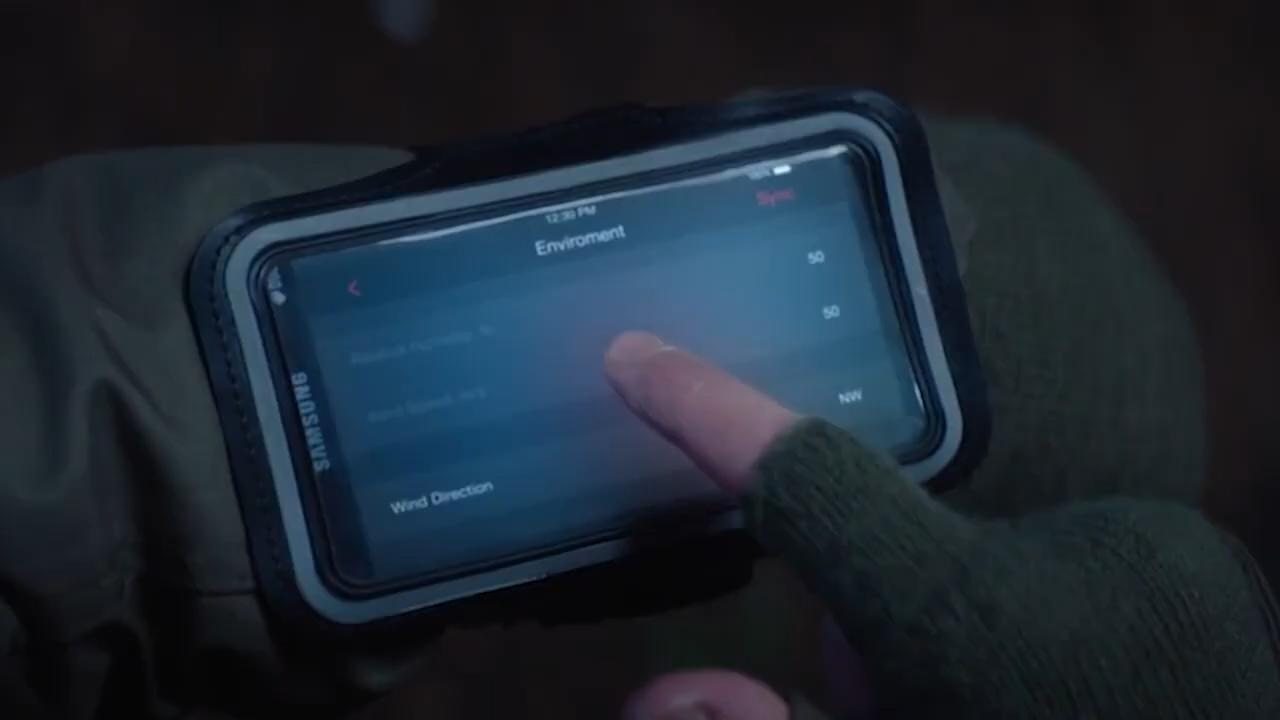 12:30 PM
Sync
Enviroment
<
50
50
NW
Wind Direction
SAMSUNG